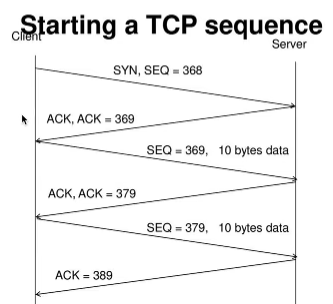 Starting a TCP sequence
Client
Server
SYN, SEQ = 368
ACK, ACK = 369
SEQ = 369, 10 bytes data
ACK, ACK = 379
SEQ = 379, 10 bytes data
ACK = 389